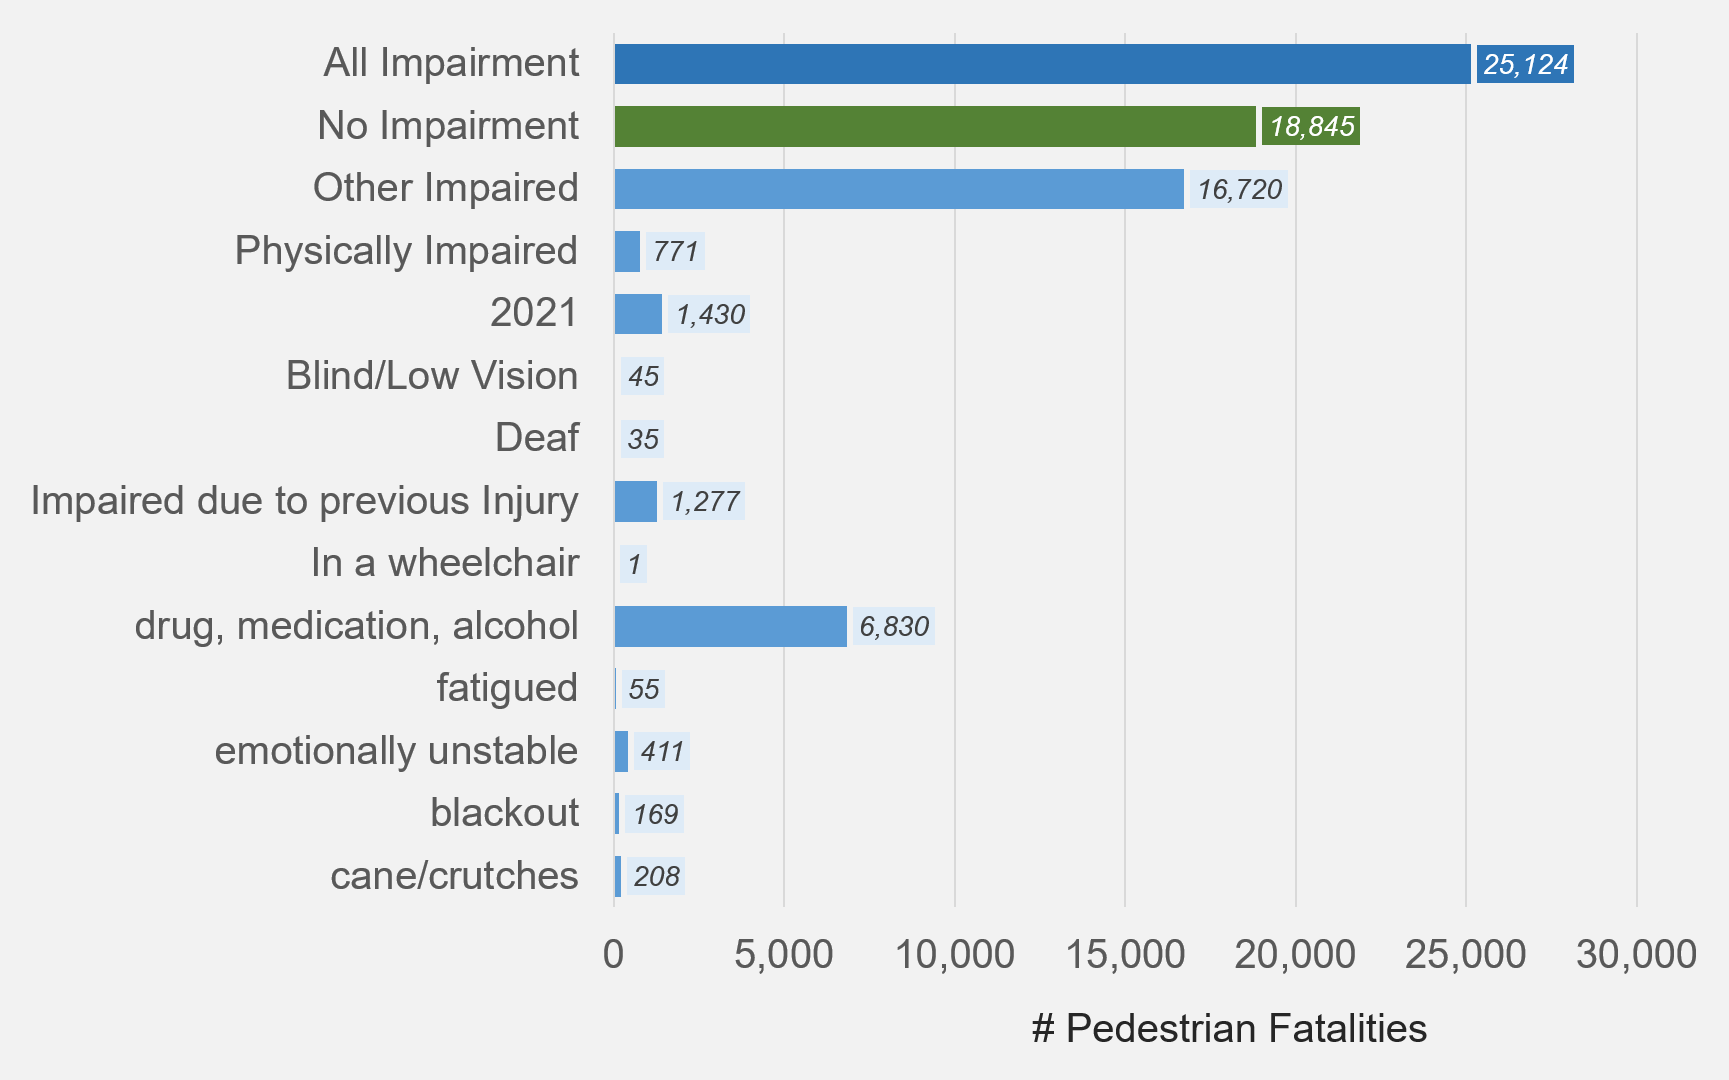 All Impairment 25,124
No Impairment 18,845
Other Impaired 16,720
Physically Impaired 771
2021 1,430
Blind/Low Vision 45
Deaf 35
Impaired due to previous Injury 1,277
In a wheelchair 1
drug, medication, alcohol 6,830
fatigued 55
emotionally unstable 411
blackout 169
cane/crutches 208
0 5,000 10,000 15,000 20,000 25,000 30,000
# Pedestrian Fatalities